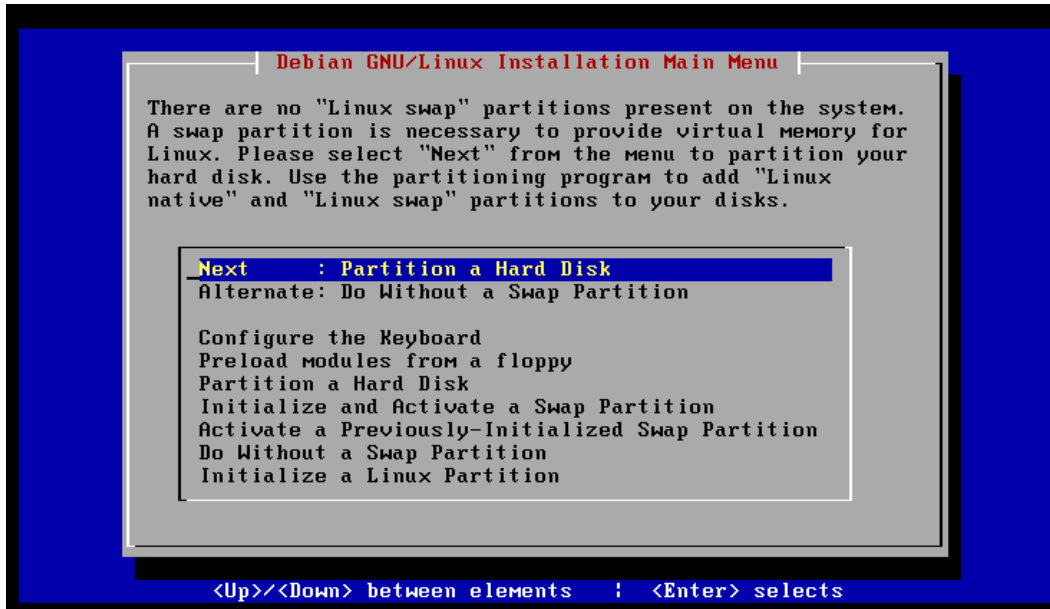 Debian GNU/Linux Installation Main Menu
There are no "Linux swap" partitions present on the system.
A swap partition is necessary to provide virtual memory for
Linux. Please select "Next" from the menu to partition your
hard disk. Use the partitioning program to add "Linux
native" and "Linux swap" partitions to your disks.
Next     : Partition a Hard Disk
Alternate: Do Without a Swap Partition
Configure the Keyboard
Preload modules from a floppy
Partition a Hard Disk
Initialize and Activate a Swap Partition
Activate a Previously-Initialized Swap Partition
Do Without a Swap Partition
Initialize a Linux Partition
<Up>/<Down> between elements   ¦  <Enter> selects